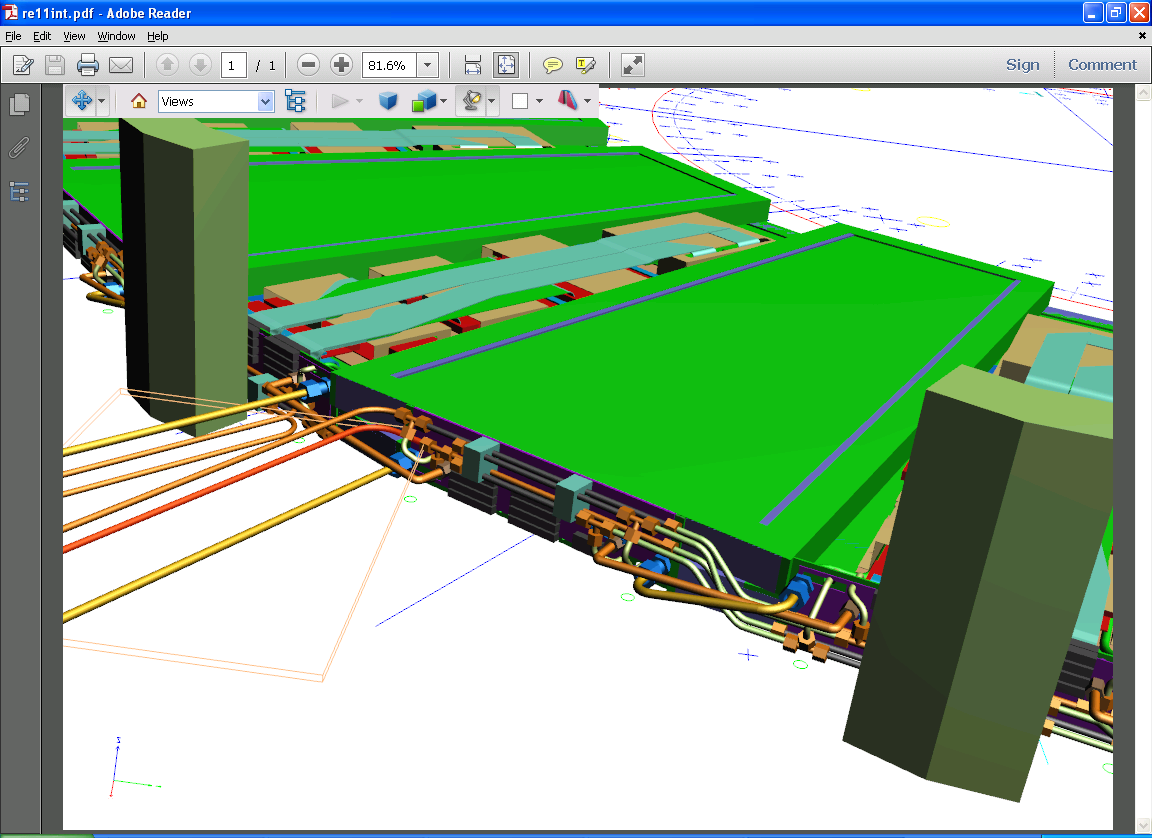 re11int.pdf - Adobe Reader
File Edit View Window Help
1 / 1 81.6% T Sign Comment
Views
z